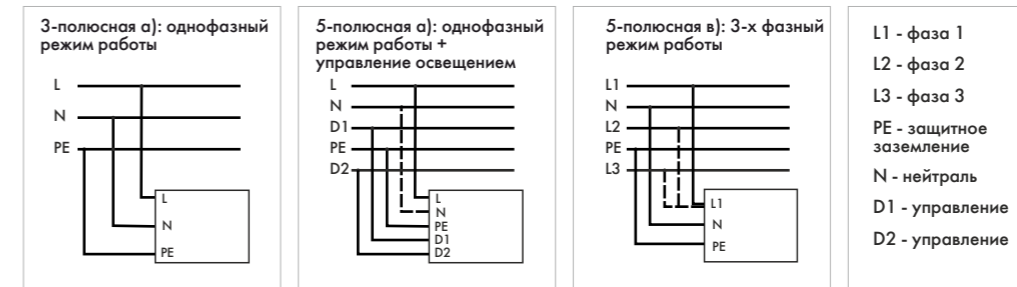 3-полюсная а): однофазный
режим работы
L
N
PE
L
N
PE
5-полюсная а): однофазный
режим работы +
управление освещением
L
N
D1
PE
D2
L
N
PE
D1
D2
5-полюсная в): 3-х фазный
режим работы
L1
N
L2
PE
L3
L1
N
PE
L1 - фаза 1
L2 - фаза 2
L3 - фаза 3
PE - защитное
заземление
N - нейтраль
D1 - управление
D2 - управление